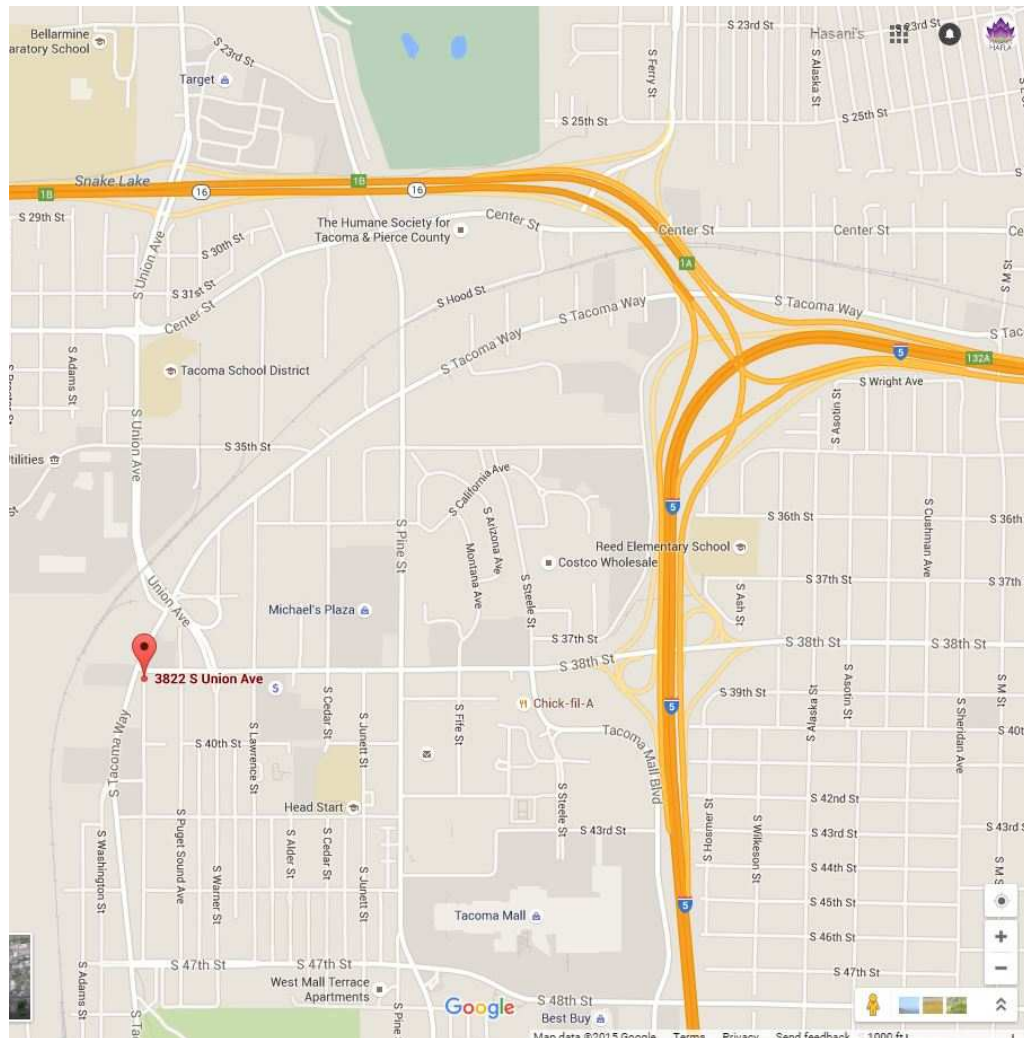 Bellarmine
aratory School
S 23rd St
Target
S Ferry St
S 23rd St
Hasani's
S 23rd St
HAFLA
S Alaska St
S 25th St
S 25th St
Snake Lake
1B
16
1B
16
S 29th St
S Union Ave
S 30th St
The Humane Society for
Tacoma & Pierce County
Center St
Center St
Center St
Ce
1A
S 31st St
Center St
S Hood St
S Tacoma Way
S Tacoma Way
S Tac
S M St
S Tacoma Way
5
132A
S Adams St
Tacoma School District
S Wright Ave
S Asotin St
S Union Ave
S 35th St
tilities
S California Ave
S Arizona Ave
Montana Ave
S Pine St
5
S 36th St
S Cushman Ave
S 36th
Reed Elementary School
Costco Wholesale
S Steele St
S Ash St
S 37th St
S 37th
Union Ave
Michael's Plaza
S 37th St
S 38th St
S 38th St
S 38th
3822 S Union Ave
S
S Tacoma Way
Chick-fil-A
S 39th St
S Alaska St
S Asotin St
S M St
S Sheridan Ave
S 40t
5
S Cedar St
S Junett St
S Fife St
S 40th St
S Lawrence St
Tacoma Mall Blvd
Head Start
S Steele St
S 42nd St
S Hosmer St
S Wilkeson St
S 43rd St
S 43rd St
S 43rd S
S Washington St
S Puget Sound Ave
S Warner St
S Alder St
S Cedar St
S Junett St
S 44th St
S M S
5
S 45th St
Tacoma Mall
S 46th St
S 47th St
S 47th St
S 47th St
S Adams St
S Ta
West Mall Terrace
Apartments
S Pine
Google
S 48th St
Best Buy
Map data ©2015 Google Terms Privacy Send feedback 1000 ft